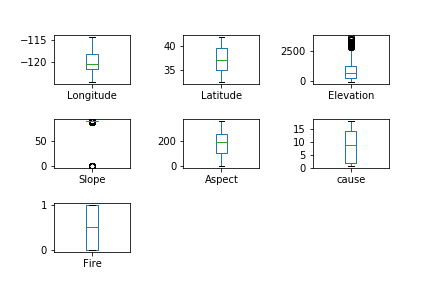 −115
−120
Longitude
40
35
Latitude
2500
0
Elevation
50
0
Slope
200
0
Aspect
15
10
5
0
cause
1
0
Fire